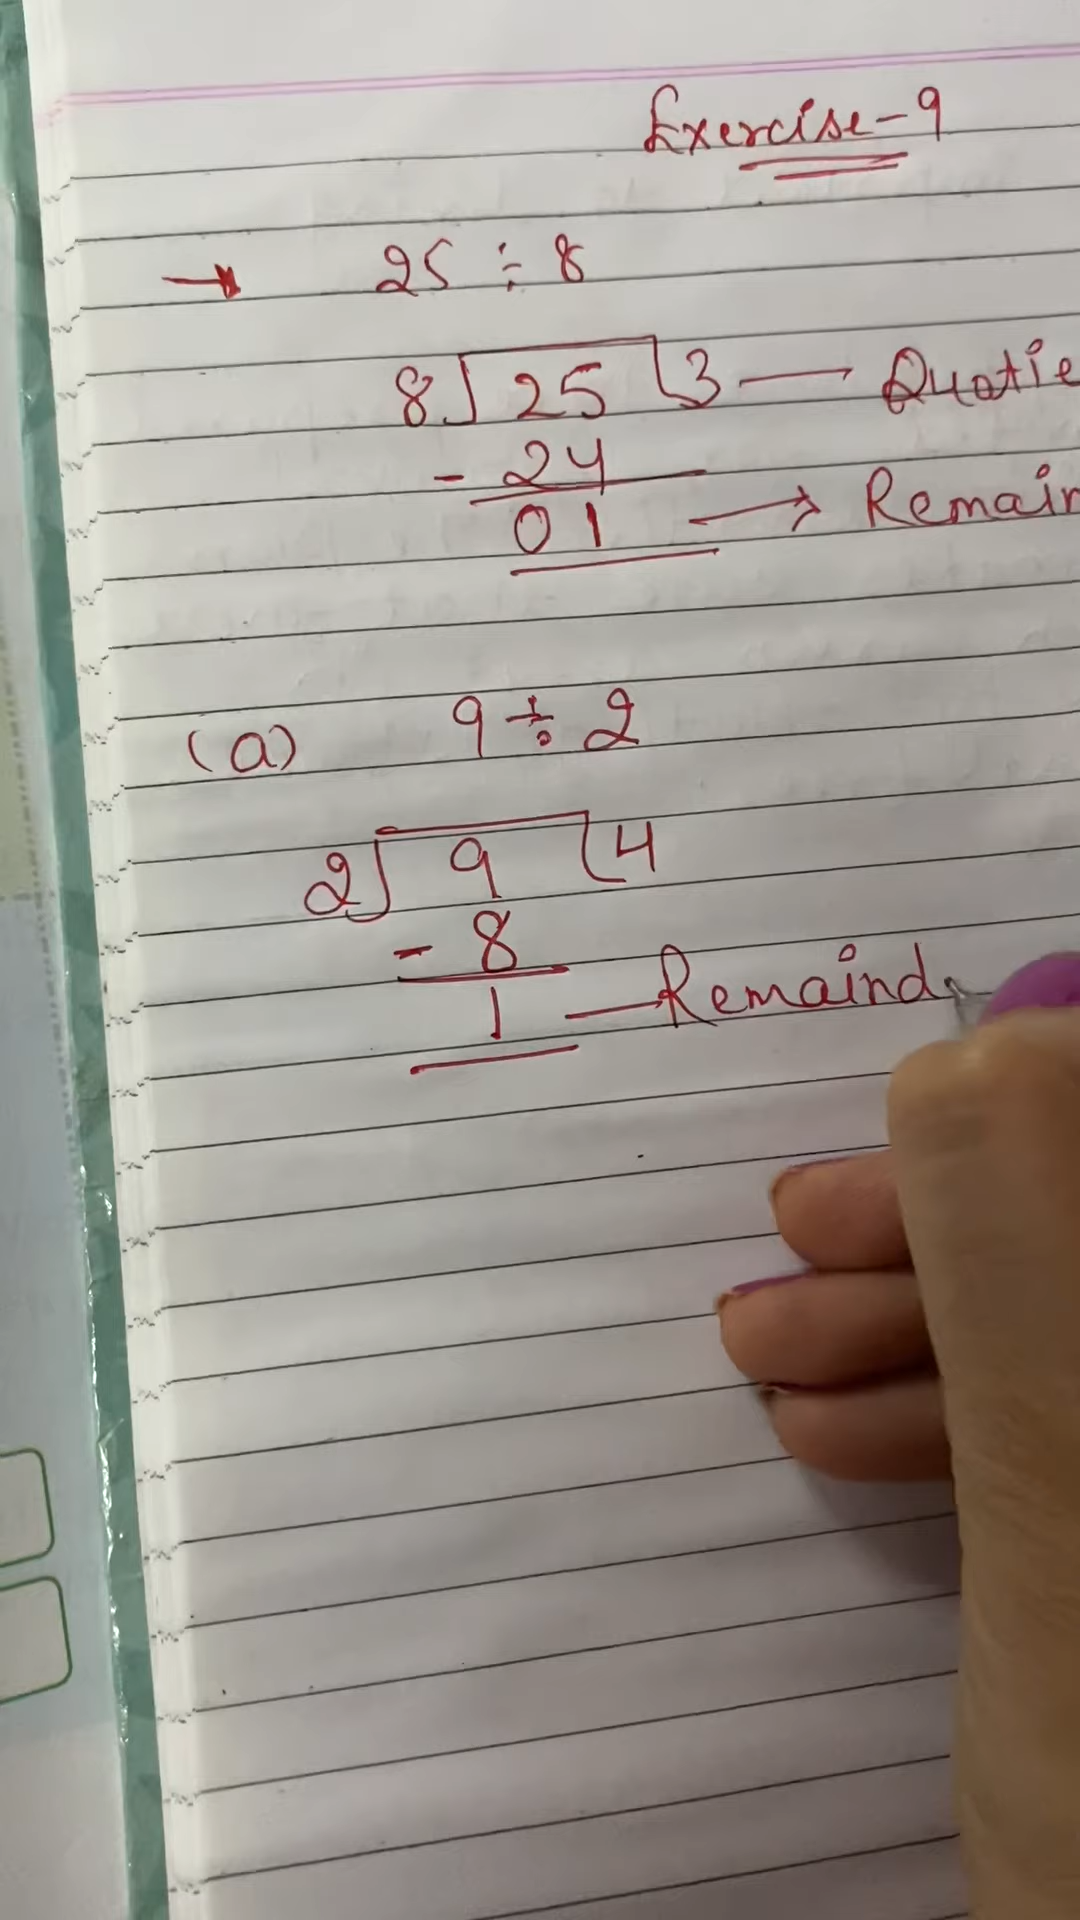 Exercise-9
→ 25 ÷ 8
8 25 3 — Quotie
- 24
01 → Remain
(a) 9 ÷ 2
2 9 4
- 8
1 — Remaind